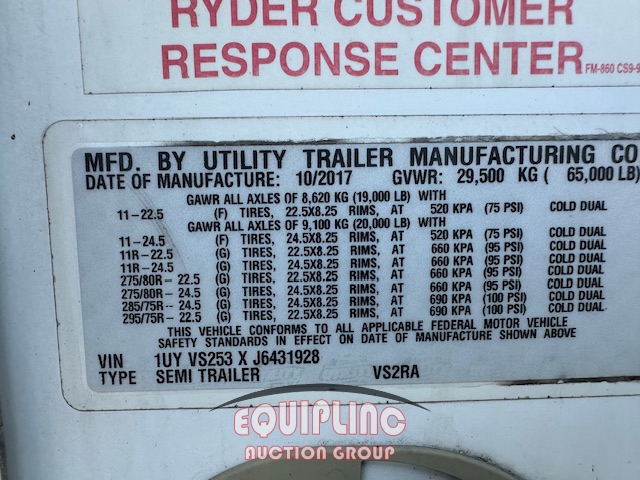 RYDER CUSTOMER
RESPONSE CENTER FM-860 CS9-9
MFD. BY UTILITY TRAILER MANUFACTURING CO
DATE OF MANUFACTURE: 10/2017 GVWR: 29,500 KG ( 65,000 LB)
GAWR ALL AXLES OF 8,620 KG (19,000 LB) WITH
11-22.5 (F) TIRES, 22.5X8.25 RIMS, AT 520 KPA (75 PSI) COLD DUAL
GAWR ALL AXLES OF 9,100 KG (20,000 LB) WITH
11-24.5 (F) TIRES, 24.5X8.25 RIMS, AT 520 KPA (75 PSI) COLD DUAL
11R-22.5 (G) TIRES, 22.5X8.25 RIMS, AT 660 KPA (95 PSI) COLD DUAL
11R-24.5 (G) TIRES, 24.5X8.25 RIMS, AT 660 KPA (95 PSI) COLD DUAL
275/80R-22.5 (G) TIRES, 22.5X8.25 RIMS, AT 660 KPA (95 PSI) COLD DUAL
275/80R-24.5 (G) TIRES, 24.5X8.25 RIMS, AT 660 KPA (95 PSI) COLD DUAL
285/75R-24.5 (G) TIRES, 24.5X8.25 RIMS, AT 690 KPA (100 PSI) COLD DUAL
295/75R-22.5 (G) TIRES, 22.5X8.25 RIMS, AT 690 KPA (100 PSI) COLD DUAL
THIS VEHICLE CONFORMS TO ALL APPLICABLE FEDERAL MOTOR VEHICLE
SAFETY STANDARDS IN EFFECT ON DATE OF MANUFACTURE SHOWN ABOVE
VIN 1UY VS253 X J6431928
TYPE SEMI TRAILER VS2RA
EQUIPLINC
AUCTION GROUP